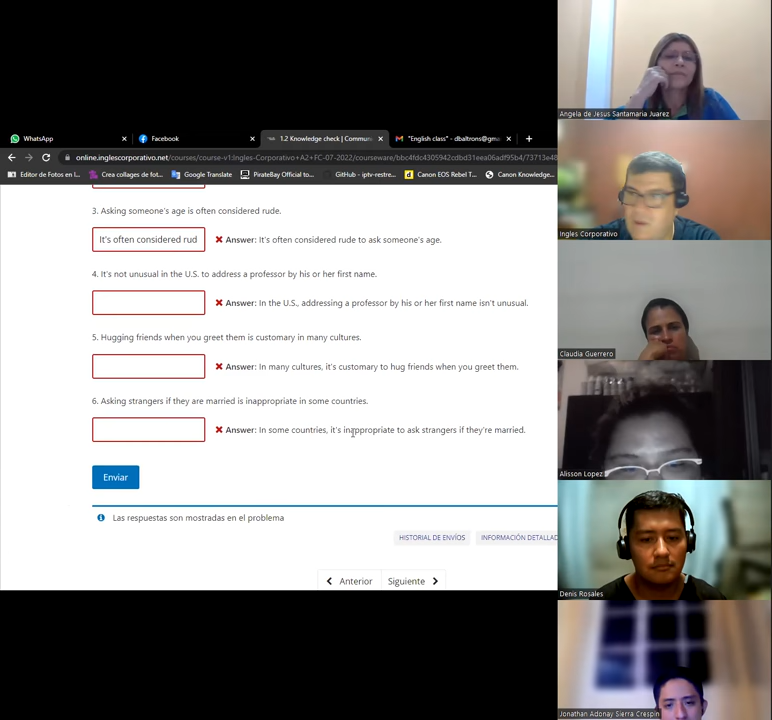 WhatsApp
Facebook
1.2 Knowledge check | Commun
"English class" - dbaltrons@gm
online.inglescorporativo.net/courses/course-v1:Ingles-Corporativo+A2+FC-07-2022/courseware/bbc4fdc4305942cdbd31eea06adf95b4/73713e48
Editor de Fotos en l...
Crea collages de fot...
Google Translate
PirateBay Official to...
GitHub - iptv-restre...
Canon EOS Rebel T...
Canon Knowledge...
3. Asking someone's age is often considered rude.
It's often considered rud
Answer: It's often considered rude to ask someone's age.
4. It's not unusual in the U.S. to address a professor by his or her first name.
Answer: In the U.S., addressing a professor by his or her first name isn't unusual.
5. Hugging friends when you greet them is customary in many cultures.
Answer: In many cultures, it's customary to hug friends when you greet them.
6. Asking strangers if they are married is inappropriate in some countries.
Answer: In some countries, it's inappropriate to ask strangers if they're married.
Enviar
Las respuestas son mostradas en el problema
HISTORIAL DE ENVÍOS
INFORMACIÓN DETALLAD
Anterior
Siguiente
Angela de Jesus Santamaria Juarez
Ingles Corporativo
Claudia Guerrero
Alisson Lopez
Denis Rosales
Jonathan Adonay Sierra Crespin